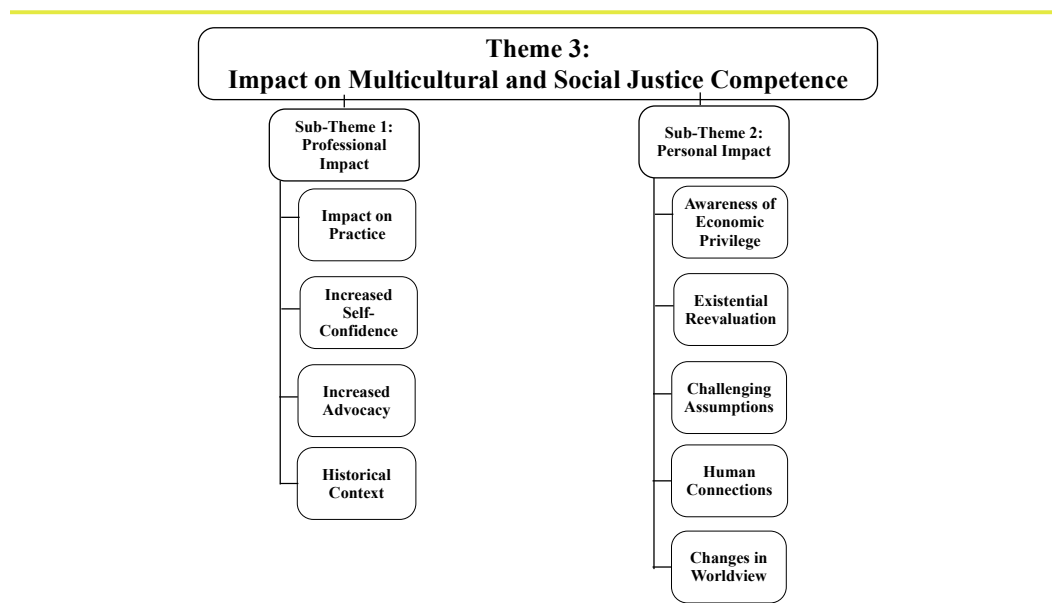 Theme 3:
Impact on Multicultural and Social Justice Competence
Sub-Theme 1:
Professional
Impact
Impact on
Practice
Increased
Self-
Confidence
Increased
Advocacy
Historical
Context
Sub-Theme 2:
Personal Impact
Awareness of
Economic
Privilege
Existential
Reevaluation
Challenging
Assumptions
Human
Connections
Changes in
Worldview